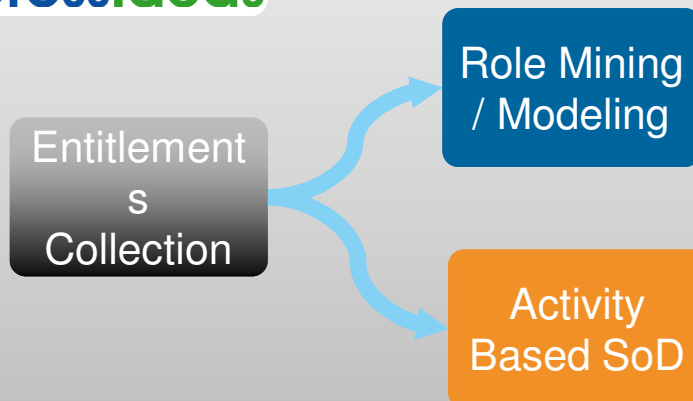 Role Mining
/ Modeling
Entitlement
s
Collection
Activity
Based SoD